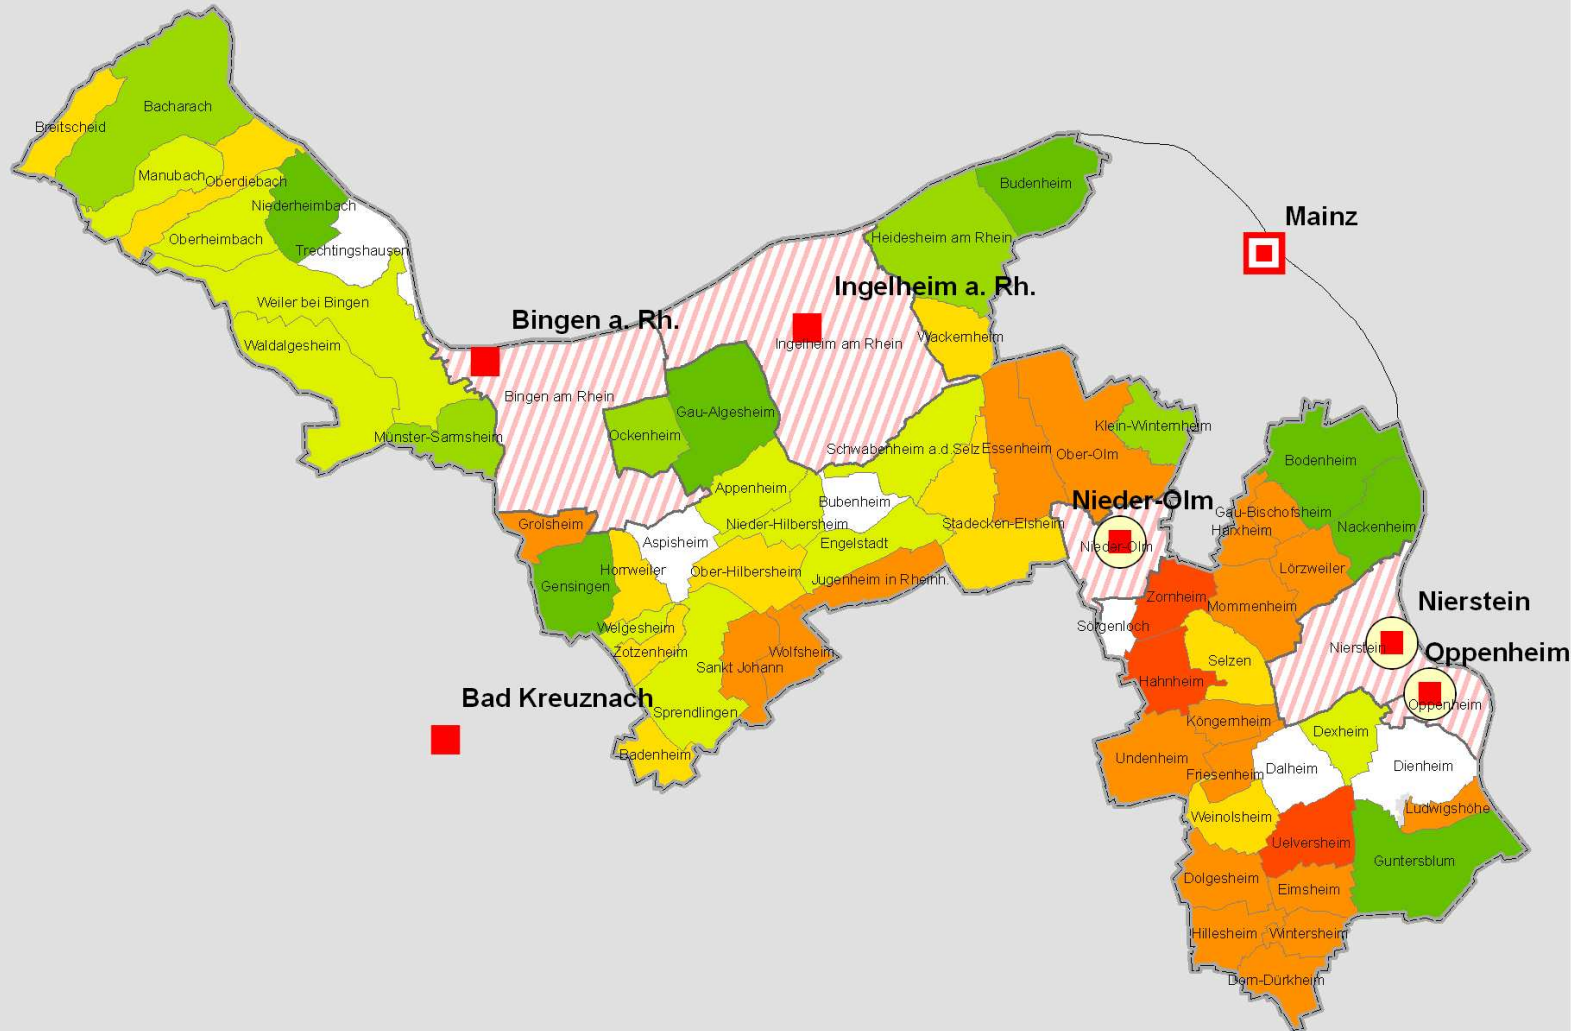 Bacharach
Breitscheid
Manubach
Oberdiebach
Niederheimbach
Oberheimbach
Trechtingshausen
Weiler bei Bingen
Waldalgesheim
Münster-Sarmsheim
Budenheim
Heidesheim am Rhein
Mainz
Ingelheim a. Rh.
Bingen a. Rh.
Wackernheim
Ingelheim am Rhein
Bingen am Rhein
Gau-Algesheim
Ockenheim
Schwabenheim a.d.Selz
Essenheim
Ober-Olm
Klein-Winternheim
Appenheim
Bubenheim
Nieder-Olm
Nieder-Hilbersheim
Stadecken-Elsheim
Grolsheim
Aspisheim
Engelstadt
Nieder-Olm
Bodenheim
Gau-Bischofsheim
Harxheim
Nackenheim
Gensingen
Horrweiler
Ober-Hilbersheim
Jugenheim in Rheinh.
Lörzweiler
Zornheim
Mommenheim
Nierstein
Welgesheim
Sörgenloch
Zotzenheim
Wolfsheim
Sankt Johann
Selzen
Nierstein
Oppenheim
Hahnheim
Bad Kreuznach
Sprendlingen
Oppenheim
Köngernheim
Dexheim
Badenheim
Undenheim
Friesenheim
Dalheim
Dienheim
Weinolsheim
Ludwigshöhe
Uelversheim
Guntersblum
Dolgesheim
Eimsheim
Hillesheim
Wintersheim
Dorn-Dürkheim